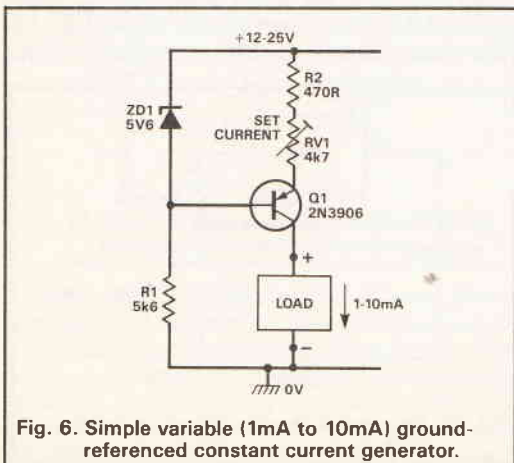 +12-25V
R2
470R
ZD1
5V6
SET
CURRENT
RV1
4k7
Q1
2N3906
+
R1
5k6
LOAD
1-10mA
-
0V
Fig. 6. Simple variable (1mA to 10mA) ground-
referenced constant current generator.